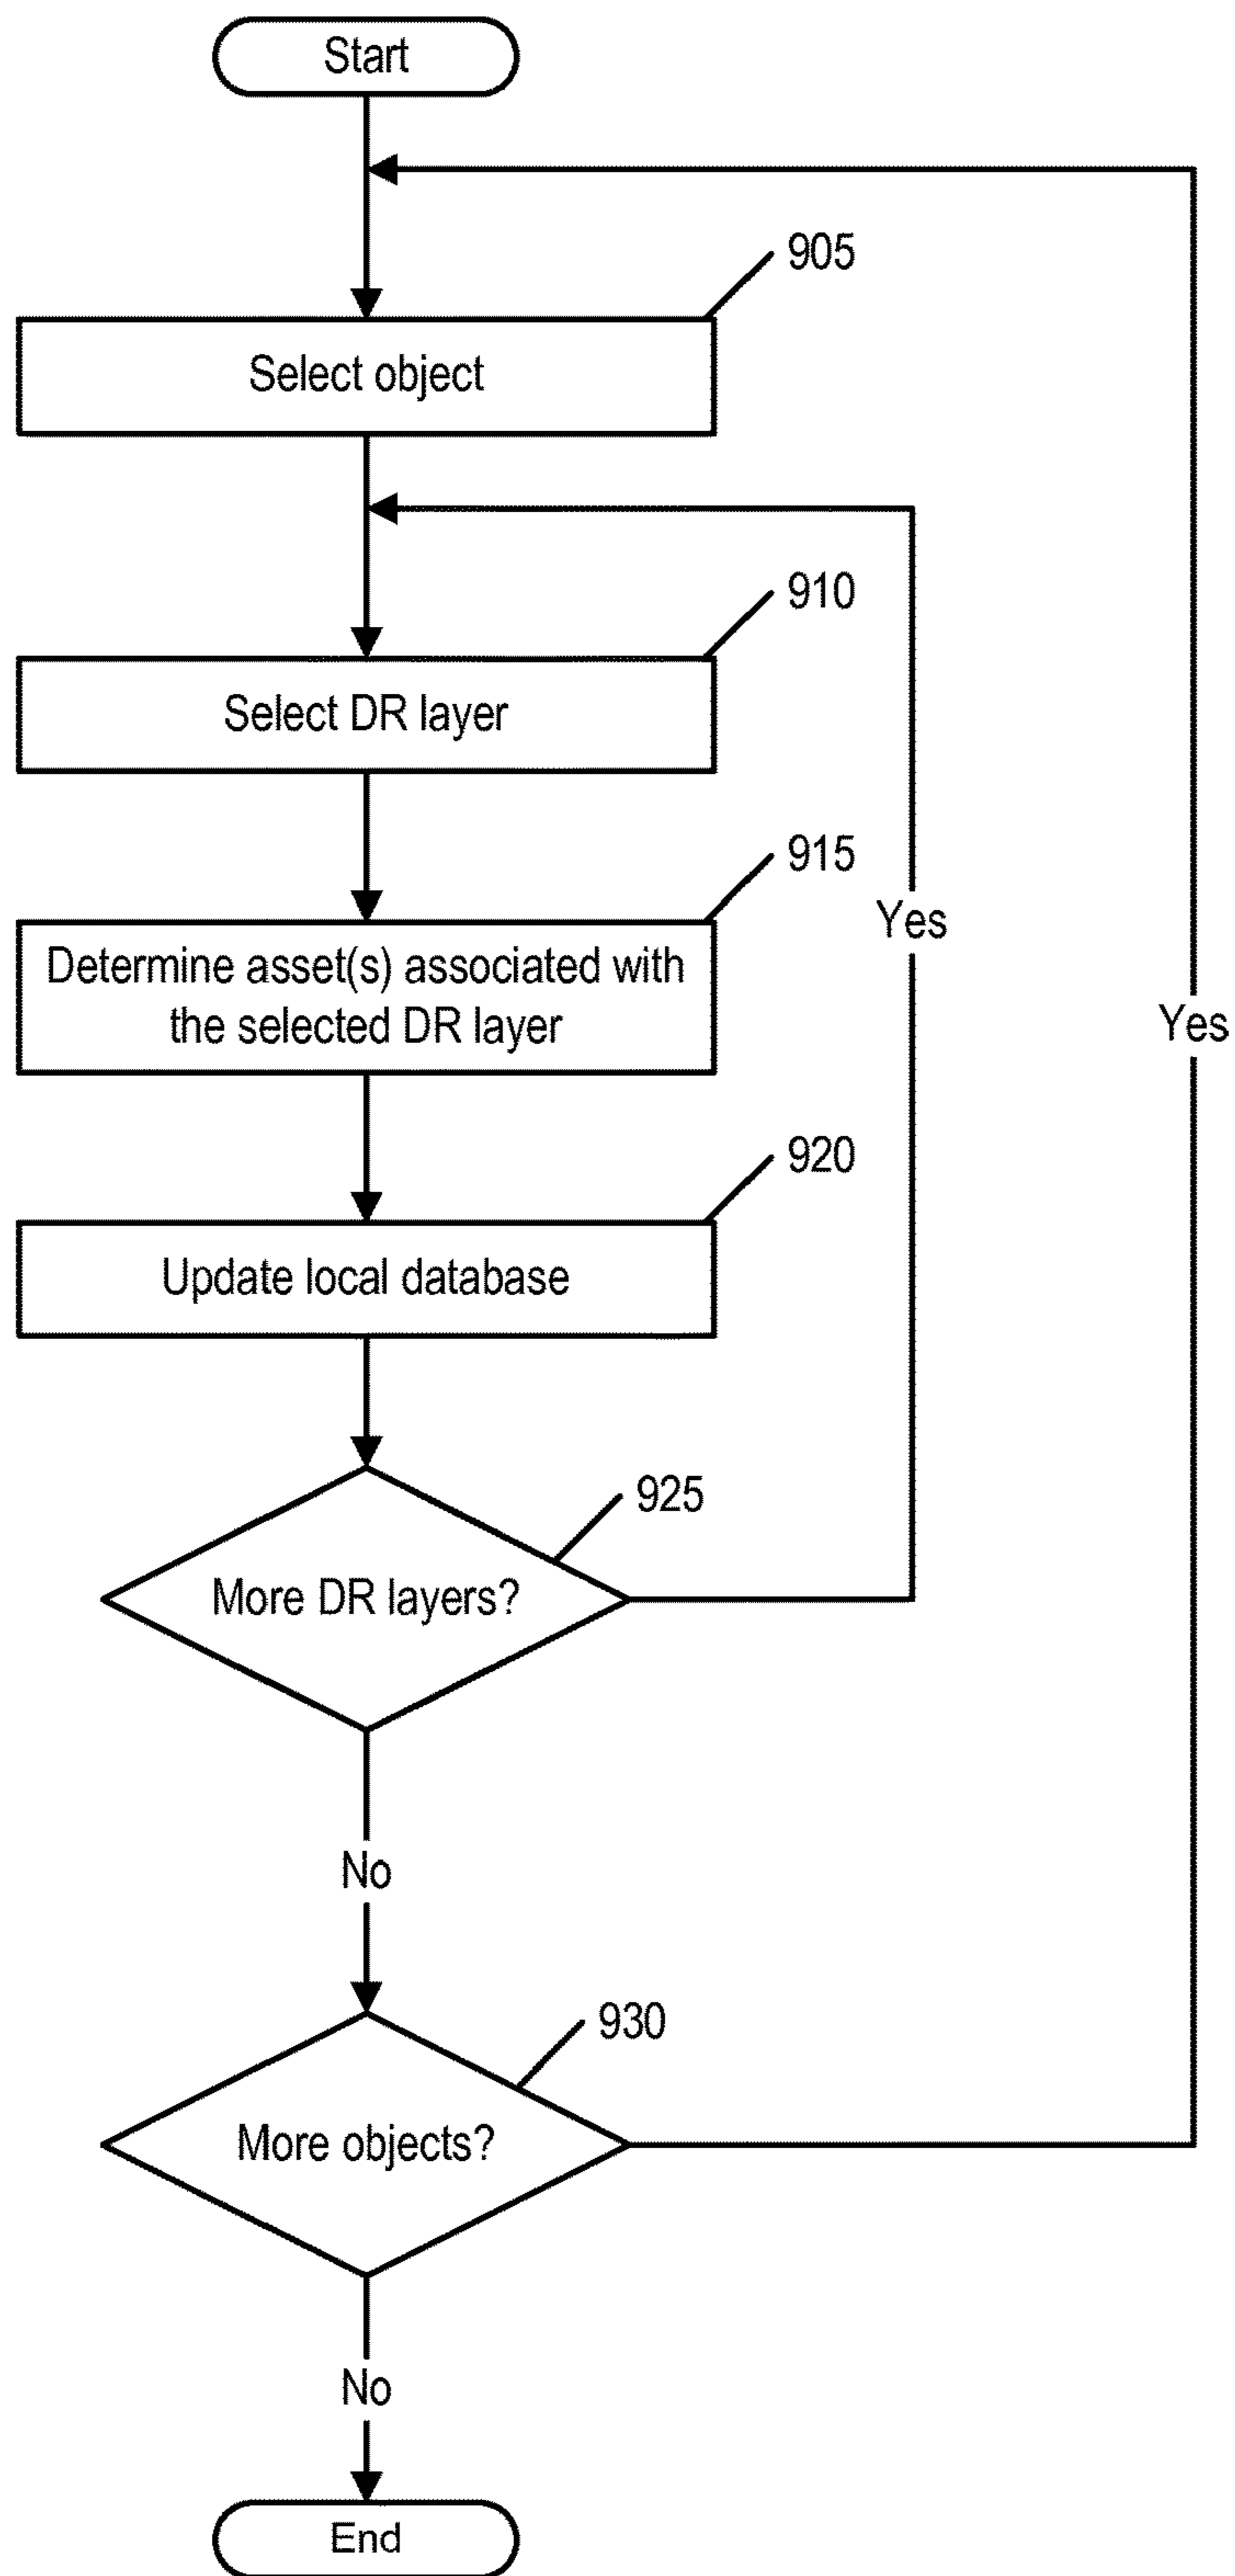 Start
905
Select object
910
Select DR layer
915
Determine asset(s) associated with
the selected DR layer
Yes
Yes
920
Update local database
925
More DR layers?
No
930
More objects?
No
End